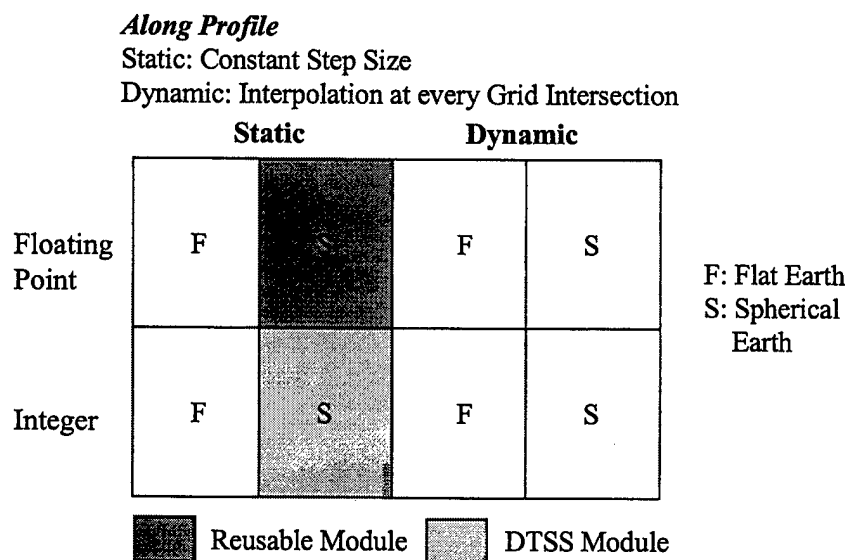 Along Profile
Static: Constant Step Size
Dynamic: Interpolation at every Grid Intersection
Static Dynamic
Floating
Point
F S F S
F: Flat Earth
S: Spherical
Earth
Integer
F S F S
Reusable Module DTSS Module